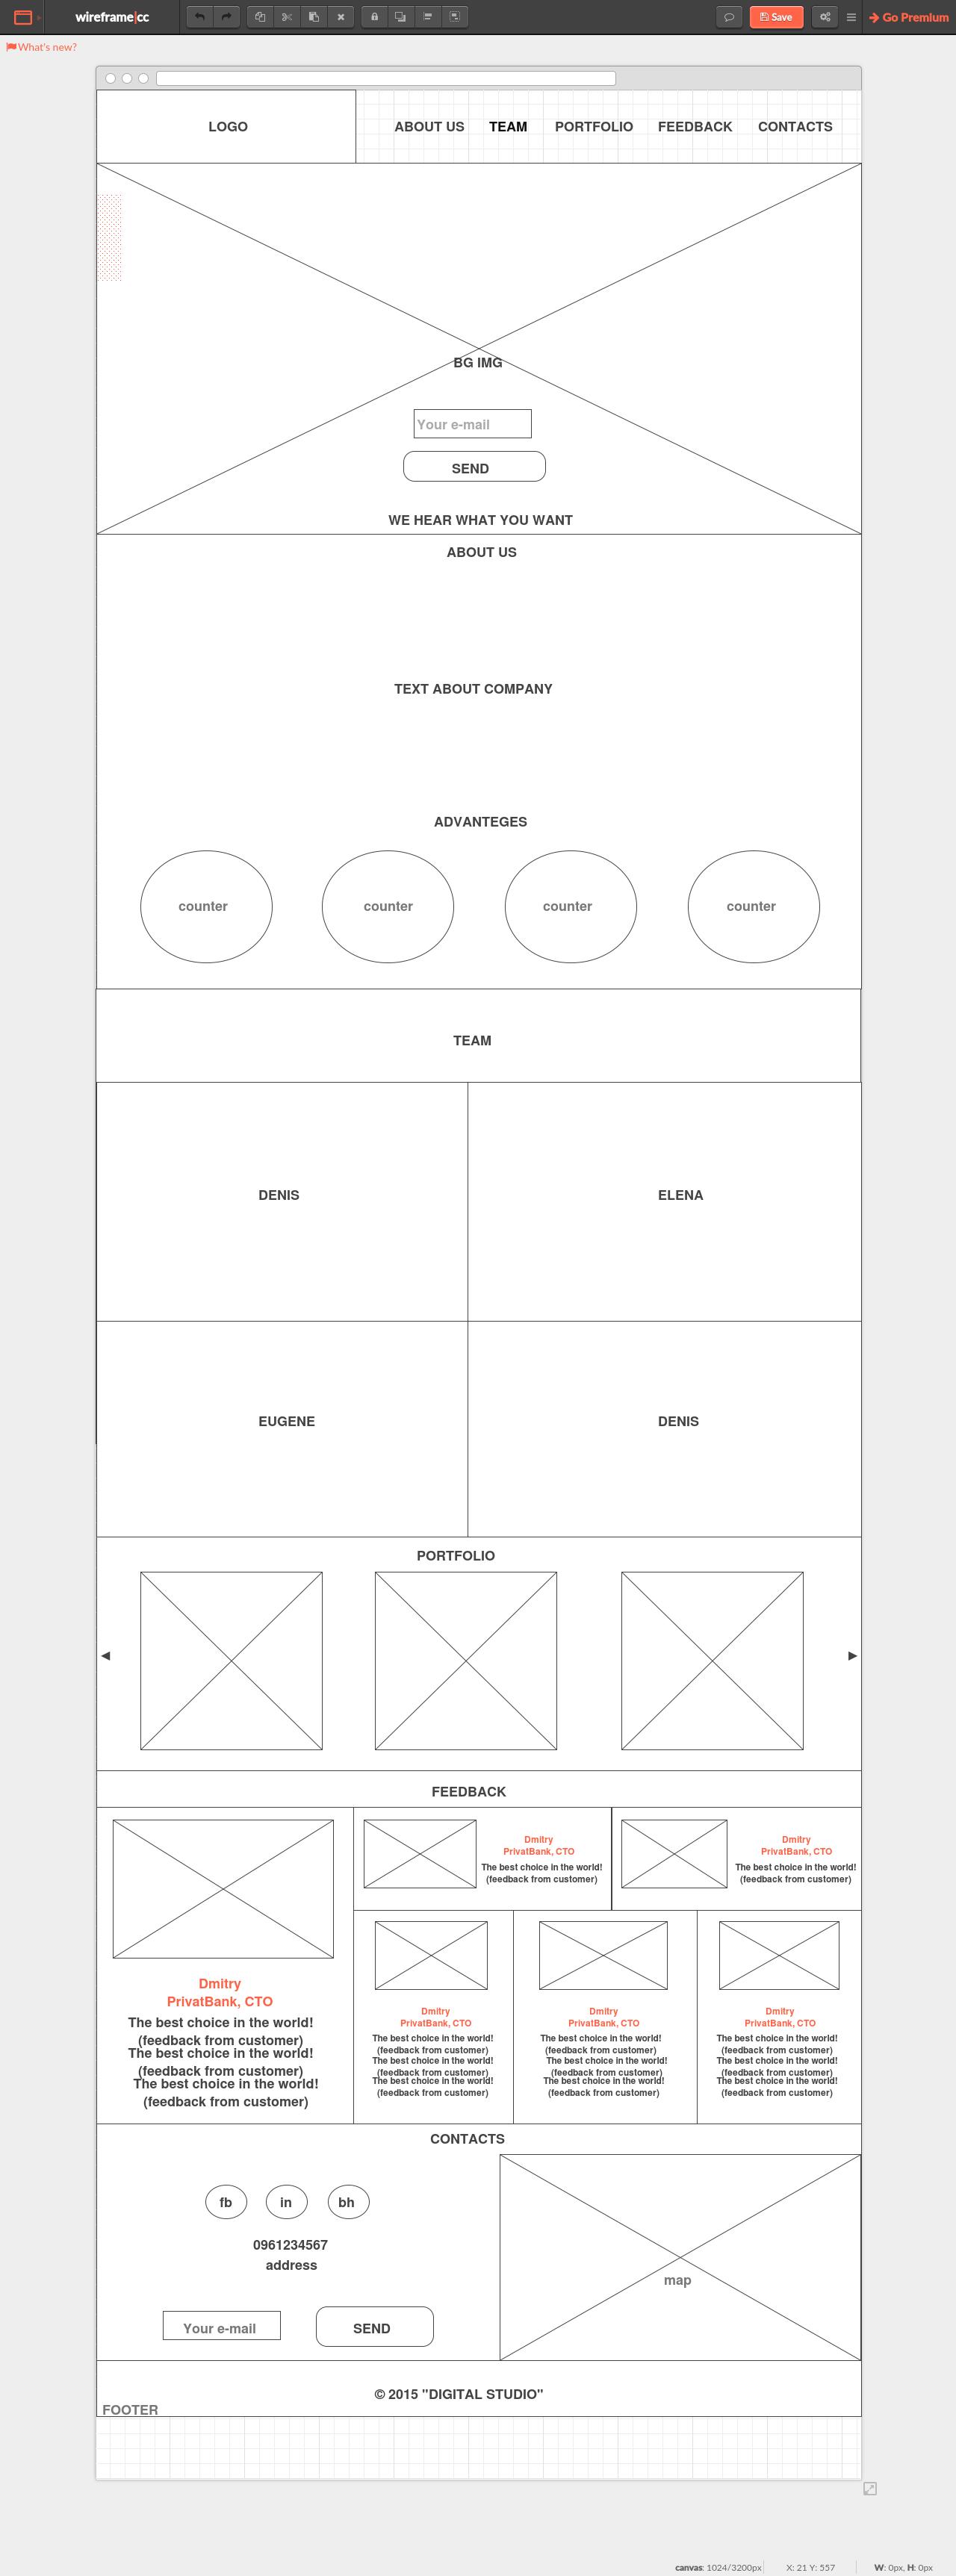 wireframe|cc
Save
Go Premium
What's new?
LOGO
ABOUT US TEAM PORTFOLIO FEEDBACK CONTACTS
BG IMG
Your e-mail
SEND
WE HEAR WHAT YOU WANT
ABOUT US
TEXT ABOUT COMPANY
ADVANTEGES
counter counter counter counter
TEAM
DENIS ELENA
EUGENE DENIS
PORTFOLIO
FEEDBACK
Dmitry
PrivatBank, CTO
The best choice in the world!
(feedback from customer)
The best choice in the world!
(feedback from customer)
The best choice in the world!
(feedback from customer)
Dmitry
PrivatBank, CTO
The best choice in the world!
(feedback from customer)
Dmitry
PrivatBank, CTO
The best choice in the world!
(feedback from customer)
Dmitry
PrivatBank, CTO
The best choice in the world!
(feedback from customer)
The best choice in the world!
(feedback from customer)
The best choice in the world!
(feedback from customer)
Dmitry
PrivatBank, CTO
The best choice in the world!
(feedback from customer)
The best choice in the world!
(feedback from customer)
The best choice in the world!
(feedback from customer)
Dmitry
PrivatBank, CTO
The best choice in the world!
(feedback from customer)
The best choice in the world!
(feedback from customer)
The best choice in the world!
(feedback from customer)
CONTACTS
fb in bh
0961234567
address
Your e-mail
SEND
map
© 2015 "DIGITAL STUDIO"
FOOTER
canvas: 1024/3200px X: 21 Y: 557 W: 0px, H: 0px